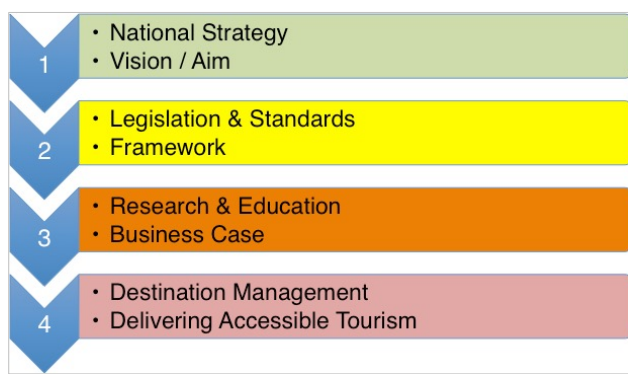 1
• National Strategy
• Vision / Aim
2
• Legislation & Standards
• Framework
3
• Research & Education
• Business Case
4
• Destination Management
• Delivering Accessible Tourism